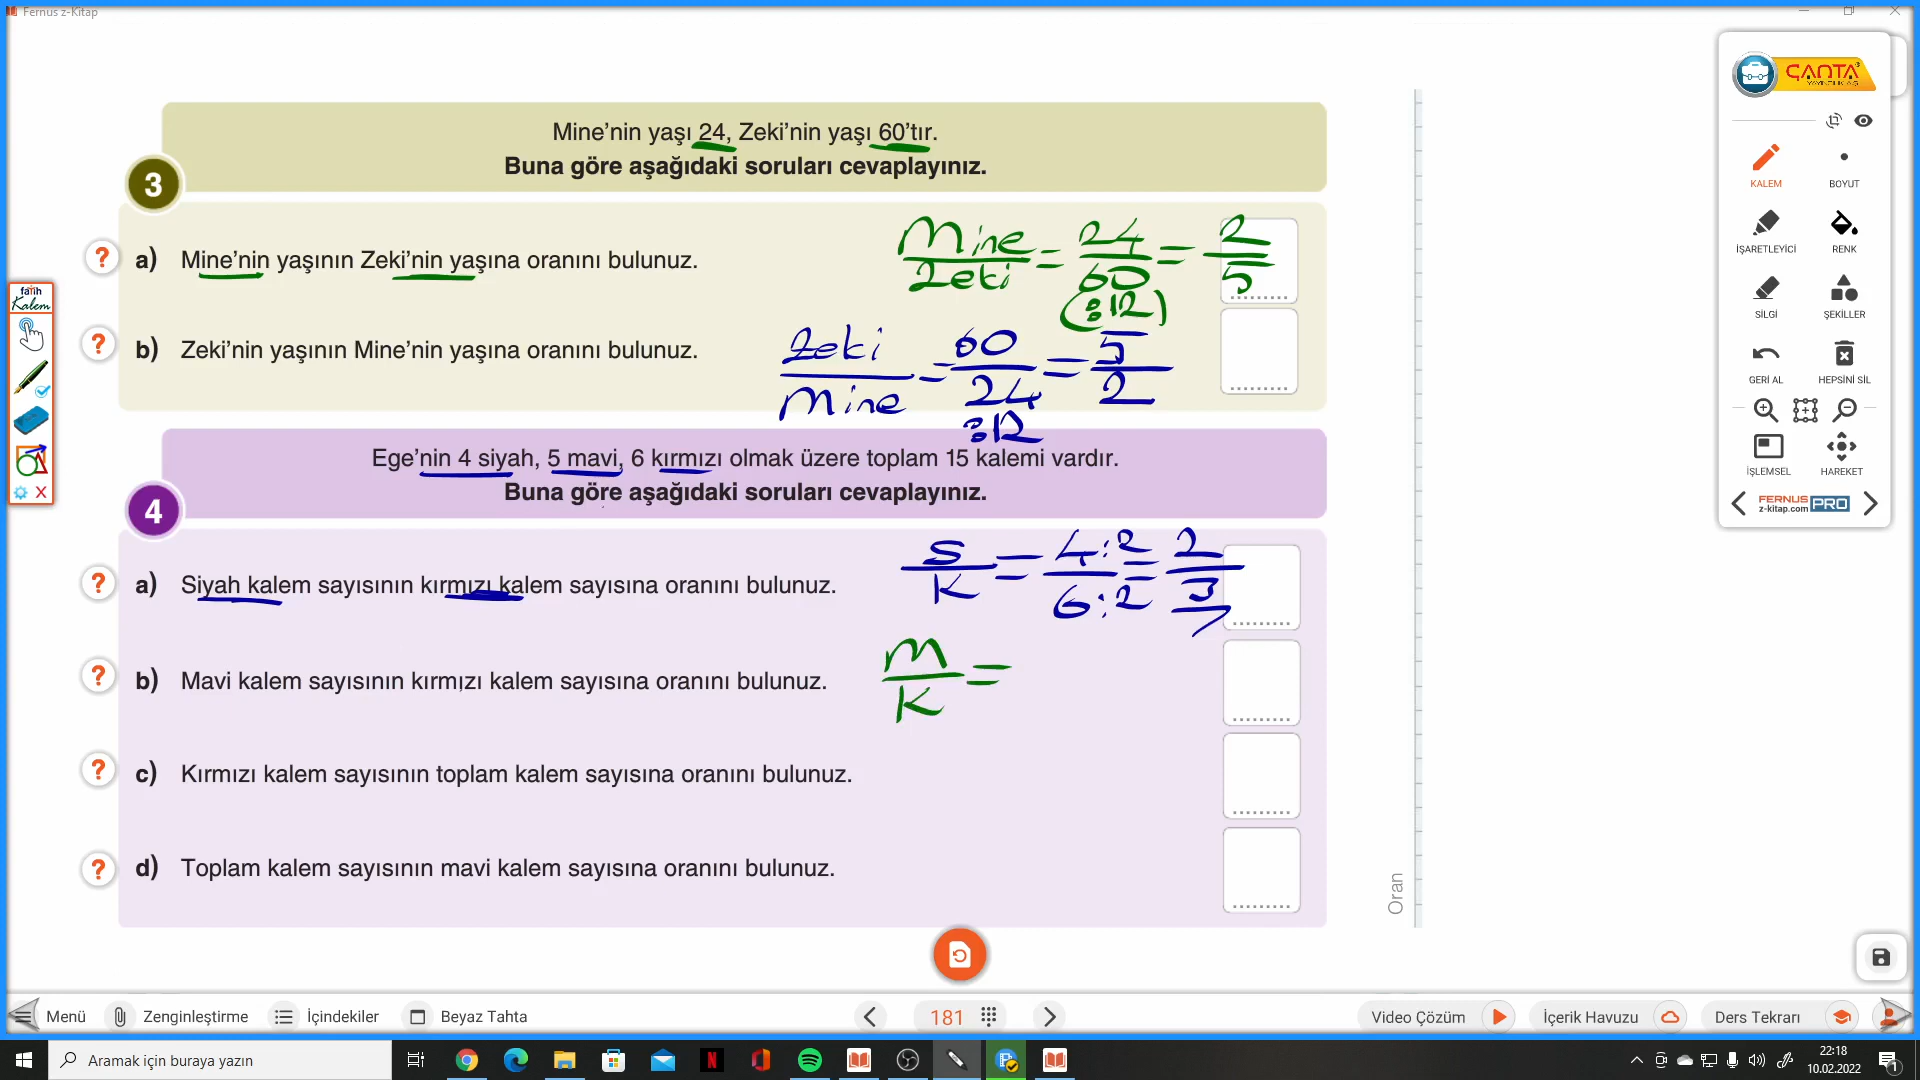 Fernus z-Kitap
Mine’nin yaşı 24, Zeki’nin yaşı 60’tır.
Buna göre aşağıdaki soruları cevaplayınız.
3
a) Mine’nin yaşının Zeki’nin yaşına oranını bulunuz.
Mine/Zeki = 24/60 = 2/5
(:12)
..........
b) Zeki’nin yaşının Mine’nin yaşına oranını bulunuz.
Zeki/Mine = 60/24 = 5/2
:12
..........
Ege’nin 4 siyah, 5 mavi, 6 kırmızı olmak üzere toplam 15 kalemi vardır.
Buna göre aşağıdaki soruları cevaplayınız.
4
a) Siyah kalem sayısının kırmızı kalem sayısına oranını bulunuz.
S/K = 4:2/6:2 = 2/3
..........
b) Mavi kalem sayısının kırmızı kalem sayısına oranını bulunuz.
M/K =
..........
c) Kırmızı kalem sayısının toplam kalem sayısına oranını bulunuz.
..........
d) Toplam kalem sayısının mavi kalem sayısına oranını bulunuz.
..........
Oran
fatih
Kalem
ÇANTA
YAYINCILIK AŞ
KALEM
BOYUT
İŞARETLEYİCİ
RENK
SİLGİ
ŞEKİLLER
GERİ AL
HEPSİNİ SİL
İŞLEMSEL
HAREKET
FERNUS
z-kitap.com PRO
Menü
Zenginleştirme
İçindekiler
Beyaz Tahta
181
Video Çözüm
İçerik Havuzu
Ders Tekrarı
Aramak için buraya yazın
22:18
10.02.2022
1